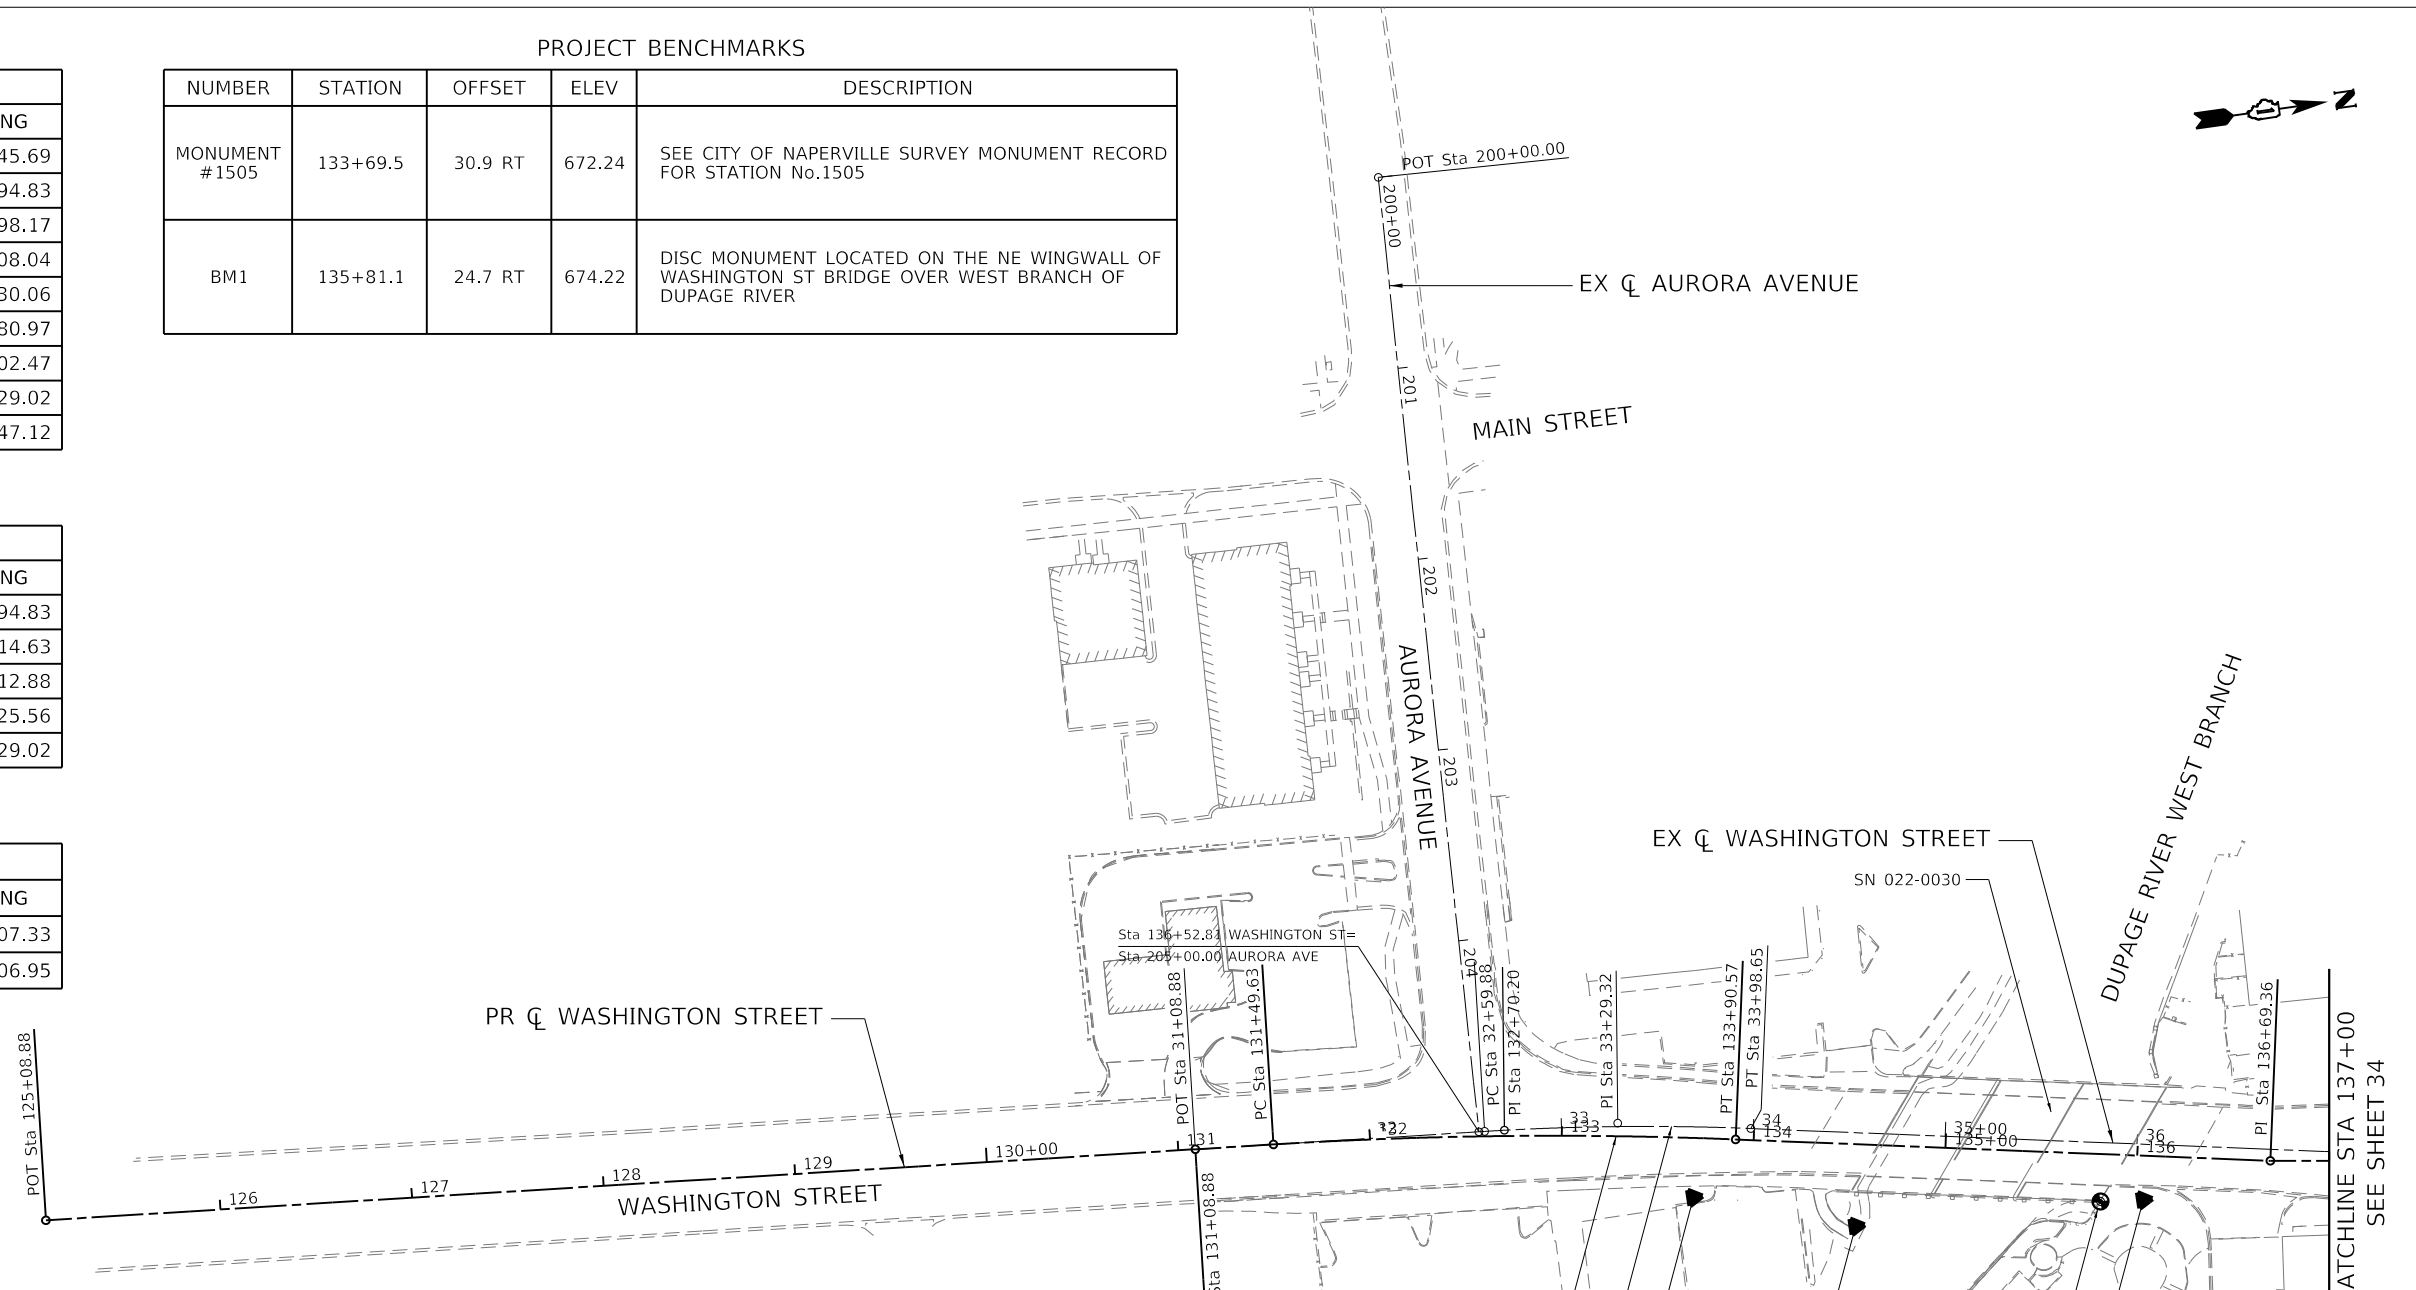 PROJECT BENCHMARKS
NUMBER STATION OFFSET ELEV DESCRIPTION
MONUMENT #1505 133+69.5 30.9 RT 672.24 SEE CITY OF NAPERVILLE SURVEY MONUMENT RECORD
FOR STATION No.1505
BM1 135+81.1 24.7 RT 674.22 DISC MONUMENT LOCATED ON THE NE WINGWALL OF
WASHINGTON ST BRIDGE OVER WEST BRANCH OF
DUPAGE RIVER
NG
45.69
94.83
98.17
08.04
30.06
80.97
02.47
29.02
47.12
NG
94.83
14.63
12.88
25.56
29.02
NG
07.33
06.95
N
POT Sta 200+00.00
200+00
EX ℄ AURORA AVENUE
201
MAIN STREET
202
AURORA AVENUE
203
204
DUPAGE RIVER WEST BRANCH
EX ℄ WASHINGTON STREET
SN 022-0030
Sta 136+52.81 WASHINGTON ST=
Sta 205+00.00 AURORA AVE
PR ℄ WASHINGTON STREET
POT Sta 125+08.88
POT Sta 31+08.88
PC Sta 131+49.63
PC Sta 32+59.88
PI Sta 132+70.20
PI Sta 33+29.32
PT Sta 133+90.57
PT Sta 33+98.65
PI Sta 136+69.36
126
127
128
129
130+00
131
32
132
33
133
34
134
35+00
135+00
36
136
WASHINGTON STREET
Sta 131+08.88
ATCHLINE STA 137+00
SEE SHEET 34